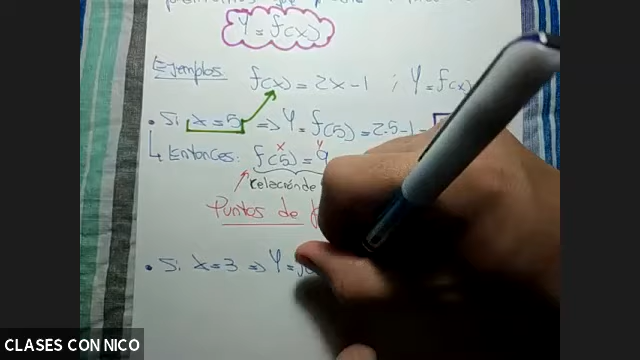 Y = f(x)
Ejemplos: f(x) = 2x - 1 ; Y = f(x)
• Si x = 5 => Y = f(5) = 2.5 - 1 =
Entonces: f(5) = 9
x y
relación de
Puntos de
• Si x = 3 => Y =
CLASES CON NICO